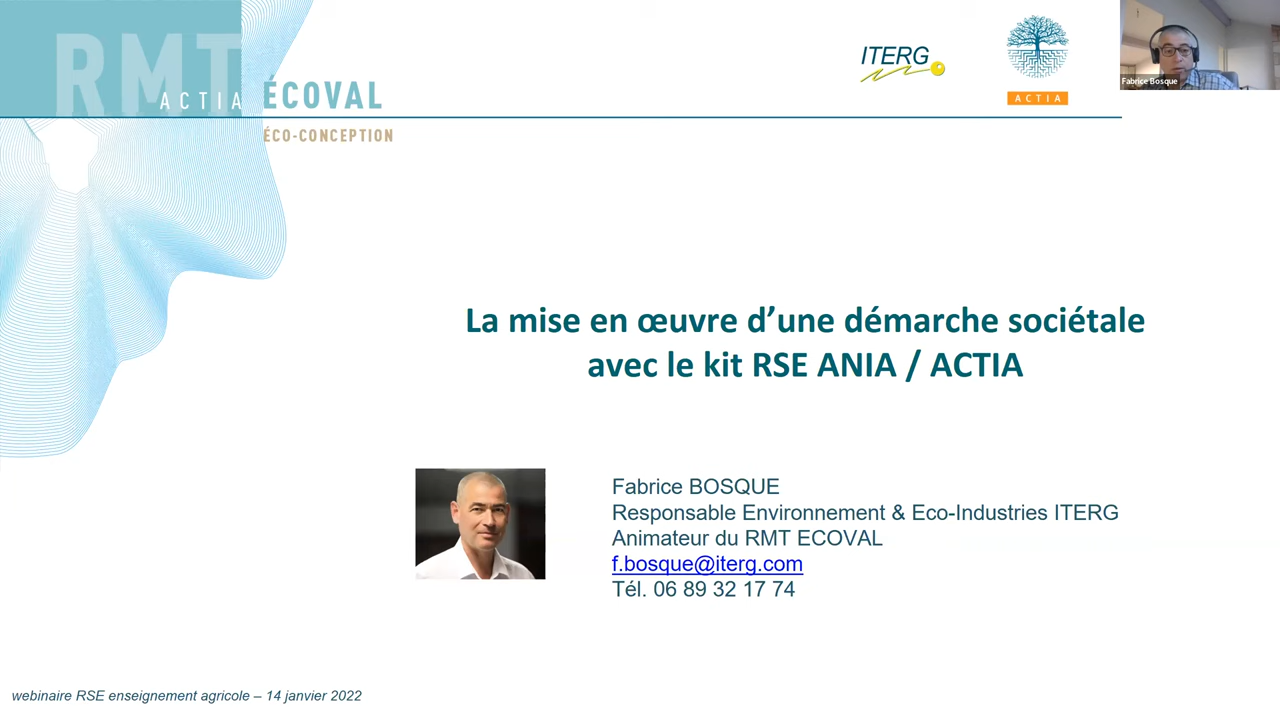 RMT
ACTIA ÉCOVAL
ÉCO-CONCEPTION
ITERG
ACTIA
Fabrice Bosque
La mise en œuvre d’une démarche sociétale
avec le kit RSE ANIA / ACTIA
Fabrice BOSQUE
Responsable Environnement & Eco-Industries ITERG
Animateur du RMT ECOVAL
f.bosque@iterg.com
Tél. 06 89 32 17 74
webinaire RSE enseignement agricole – 14 janvier 2022